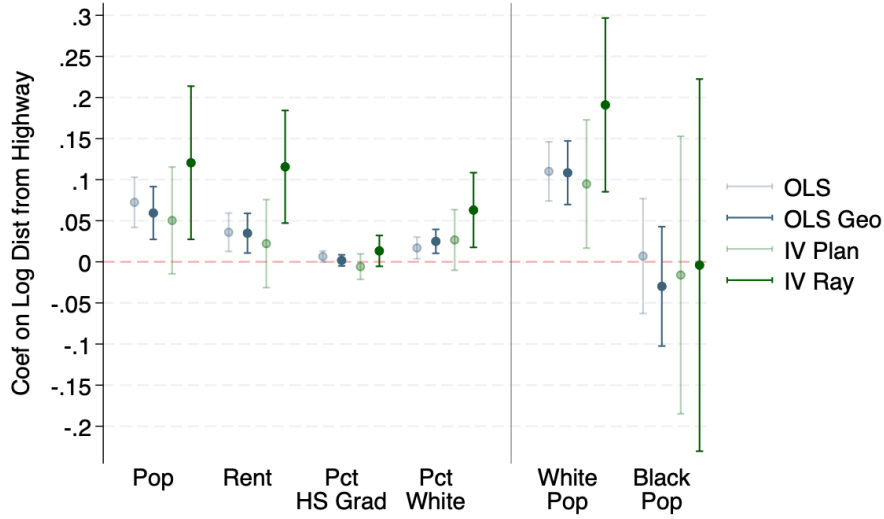 Coef on Log Dist from Highway
.3
.25
.2
.15
.1
.05
0
-.05
-.1
-.15
-.2
Pop
Rent
Pct
HS Grad
Pct
White
White
Pop
Black
Pop
OLS
OLS Geo
IV Plan
IV Ray